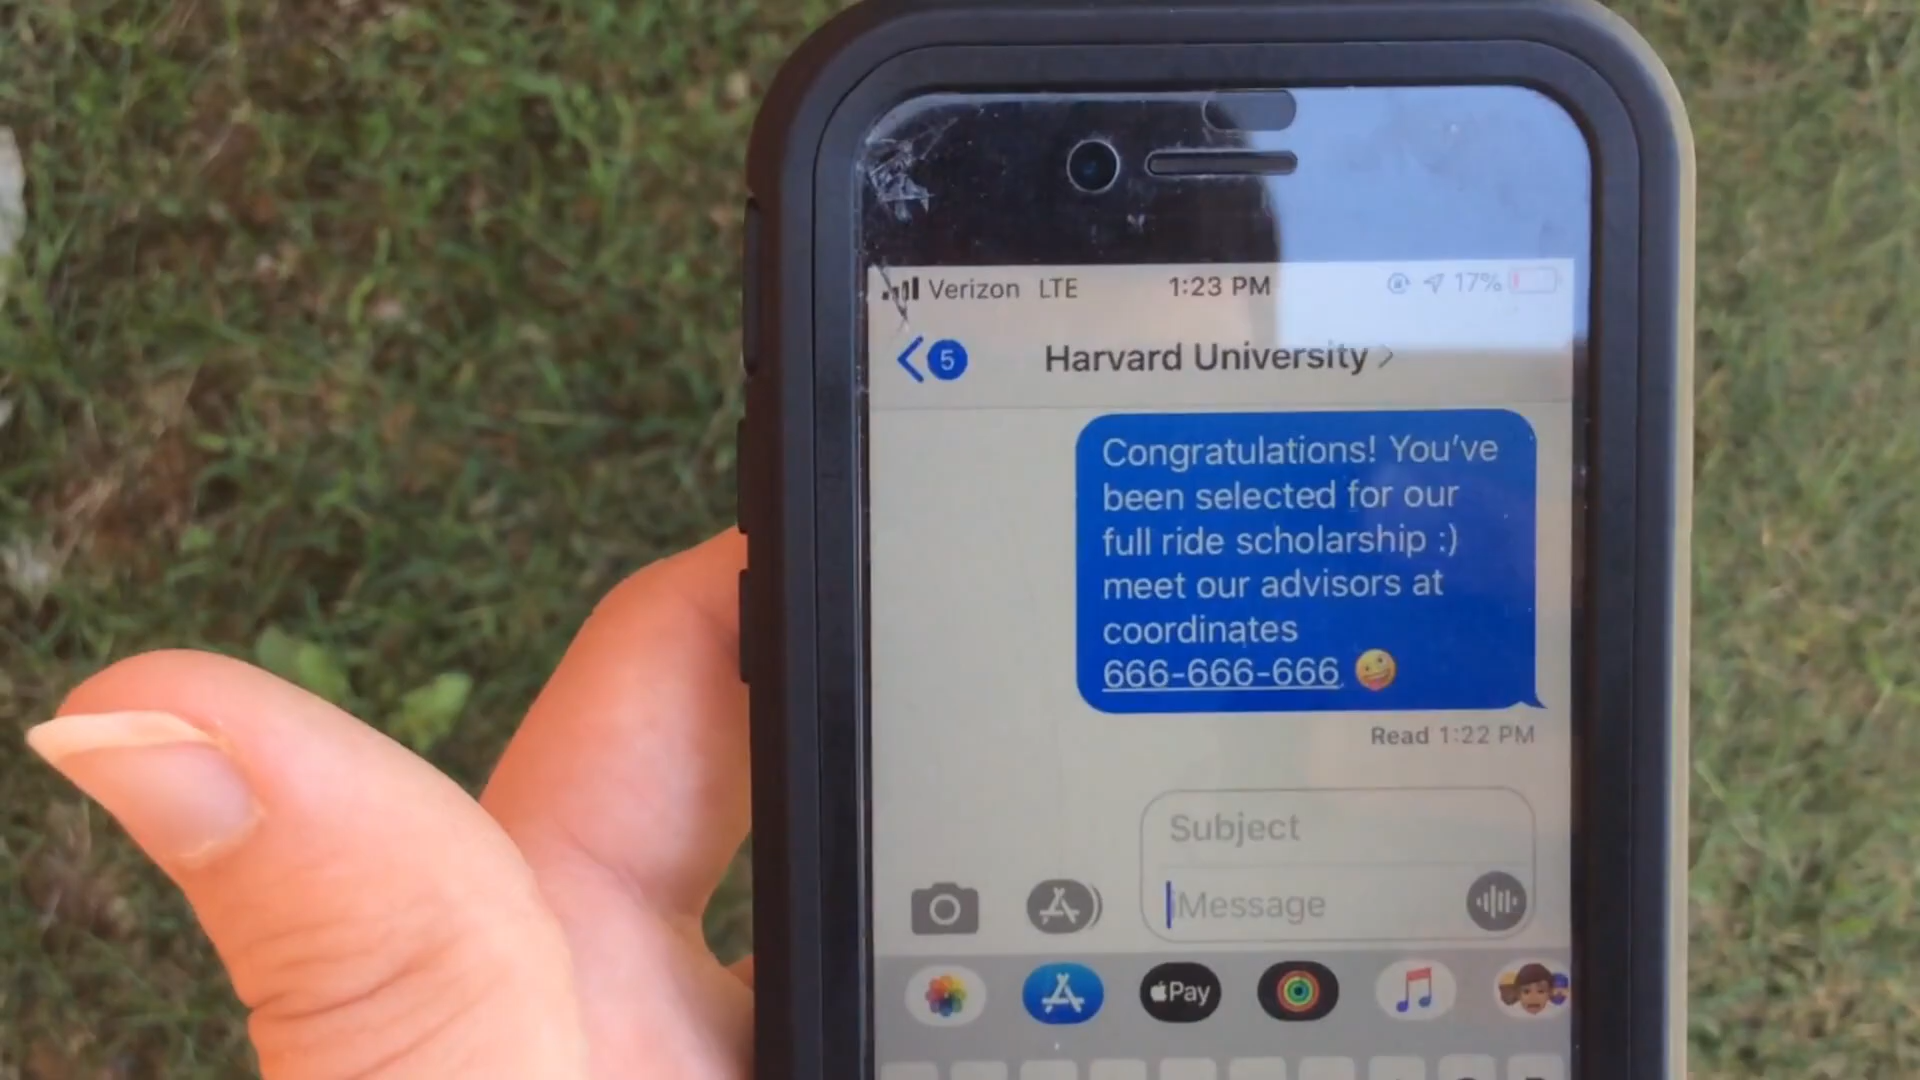 Verizon LTE 1:23 PM 17%
5 Harvard University >
Congratulations! You've
been selected for our
full ride scholarship :)
meet our advisors at
coordinates
666-666-666 🤪
Read 1:22 PM
Subject
iMessage
Pay